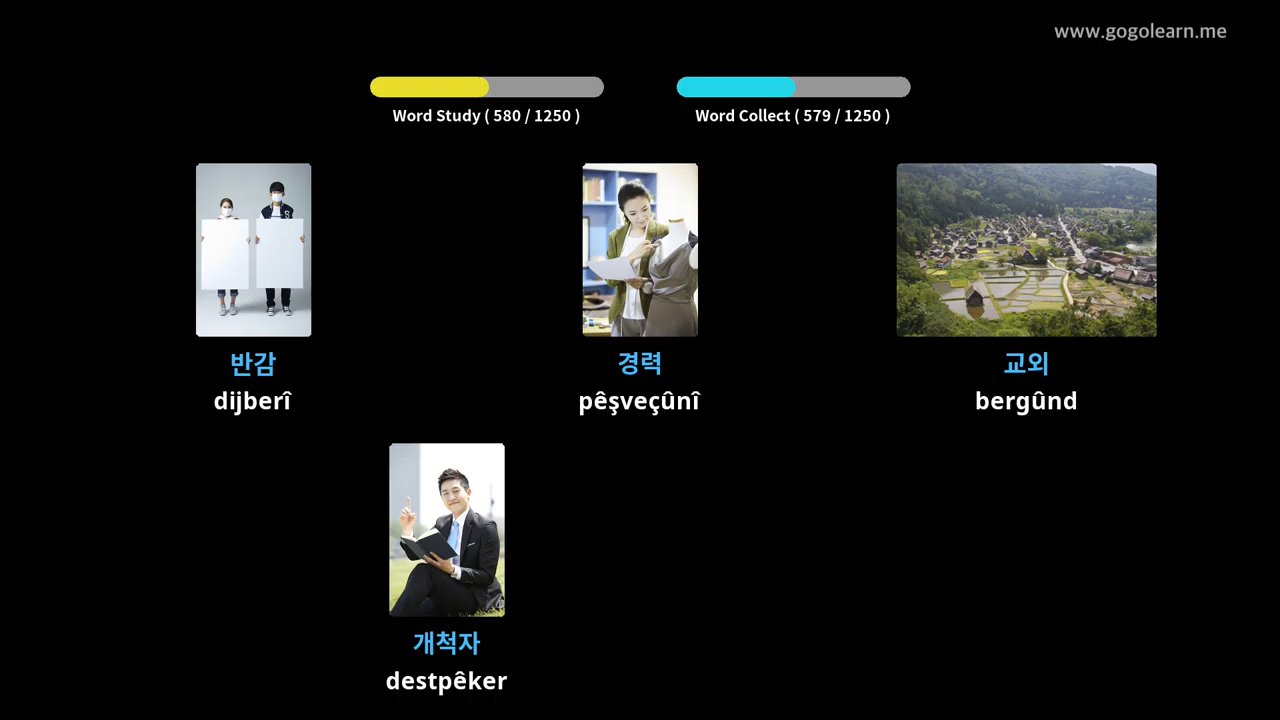 www.gogolearn.me
Word Study ( 580 / 1250 )
Word Collect ( 579 / 1250 )
반감
dijberî
경력
pêşveçûnî
교외
bergûnd
개척자
destpêker